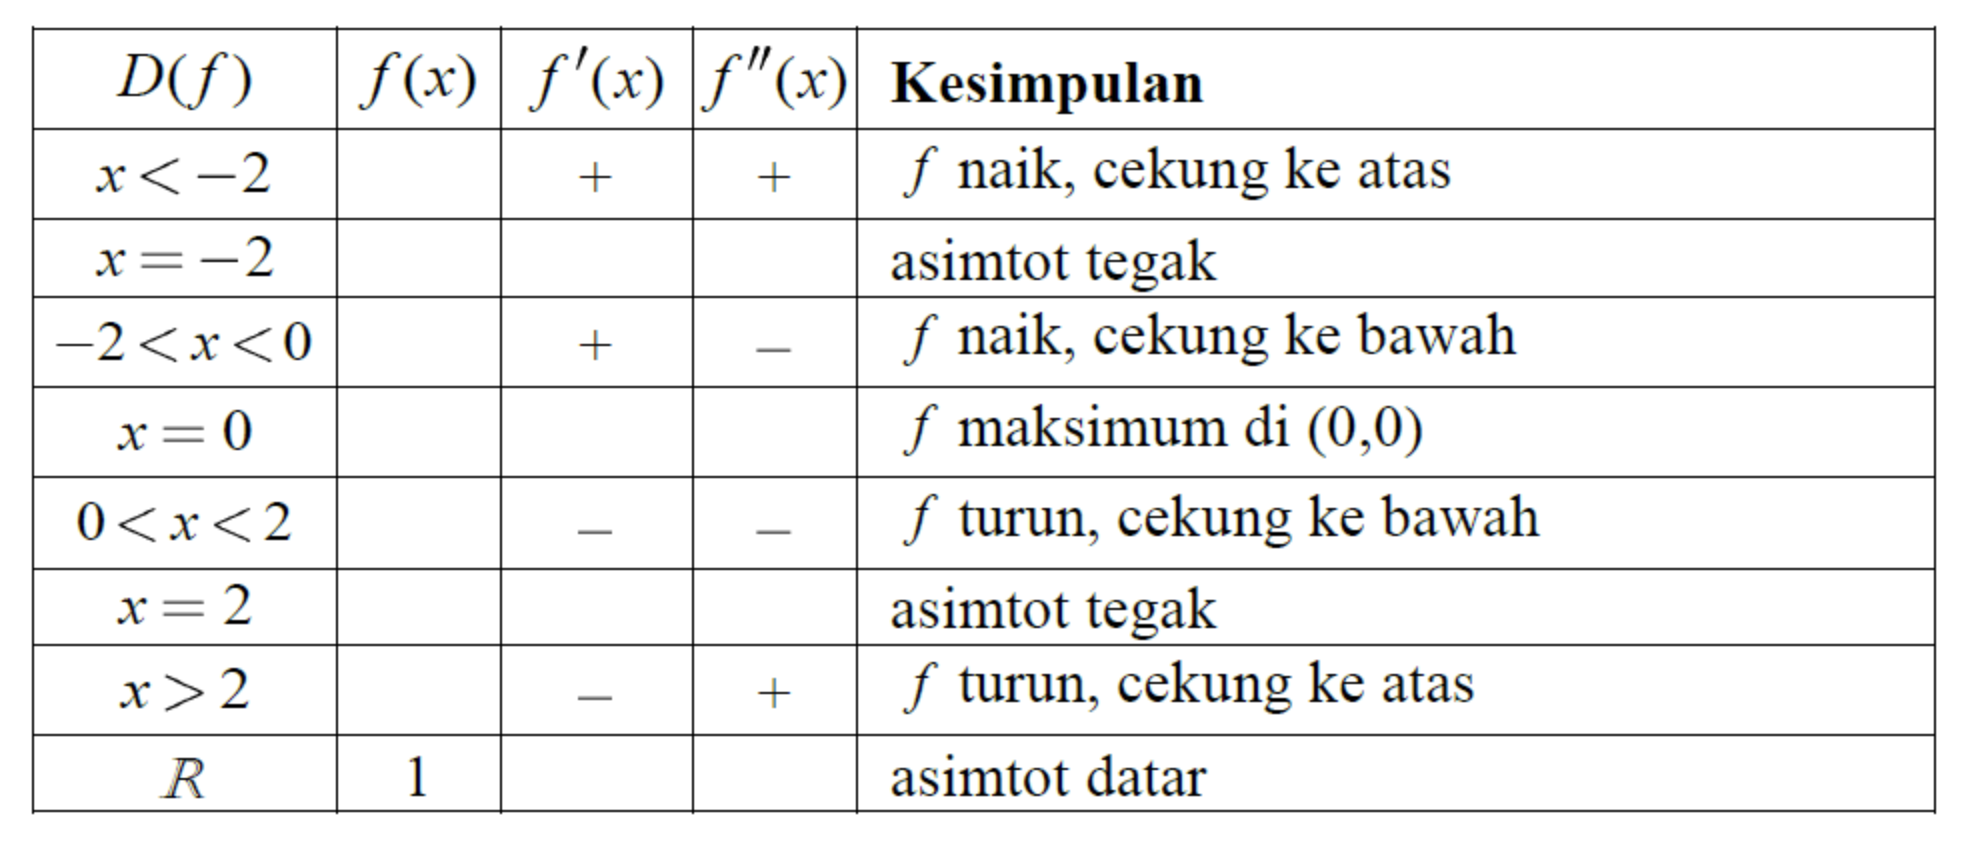 D(f) f(x) f′(x) f″(x) Kesimpulan
x < −2 + + f naik, cekung ke atas
x = −2 asimtot tegak
−2 < x < 0 + − f naik, cekung ke bawah
x = 0 f maksimum di (0,0)
0 < x < 2 − − f turun, cekung ke bawah
x = 2 asimtot tegak
x > 2 − + f turun, cekung ke atas
ℝ 1 asimtot datar